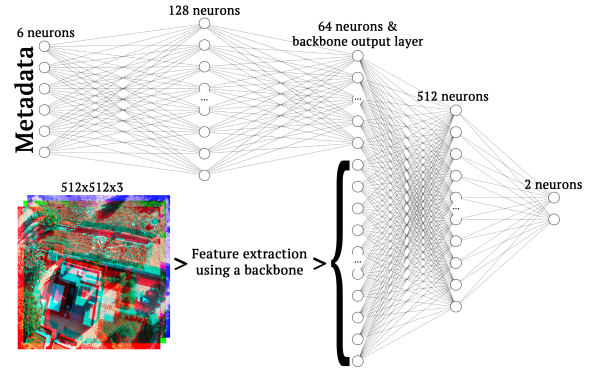 128 neurons
6 neurons
64 neurons &
backbone output layer
Metadata
...
...
512 neurons
...
2 neurons
512x512x3
> Feature extraction >
using a backbone
...